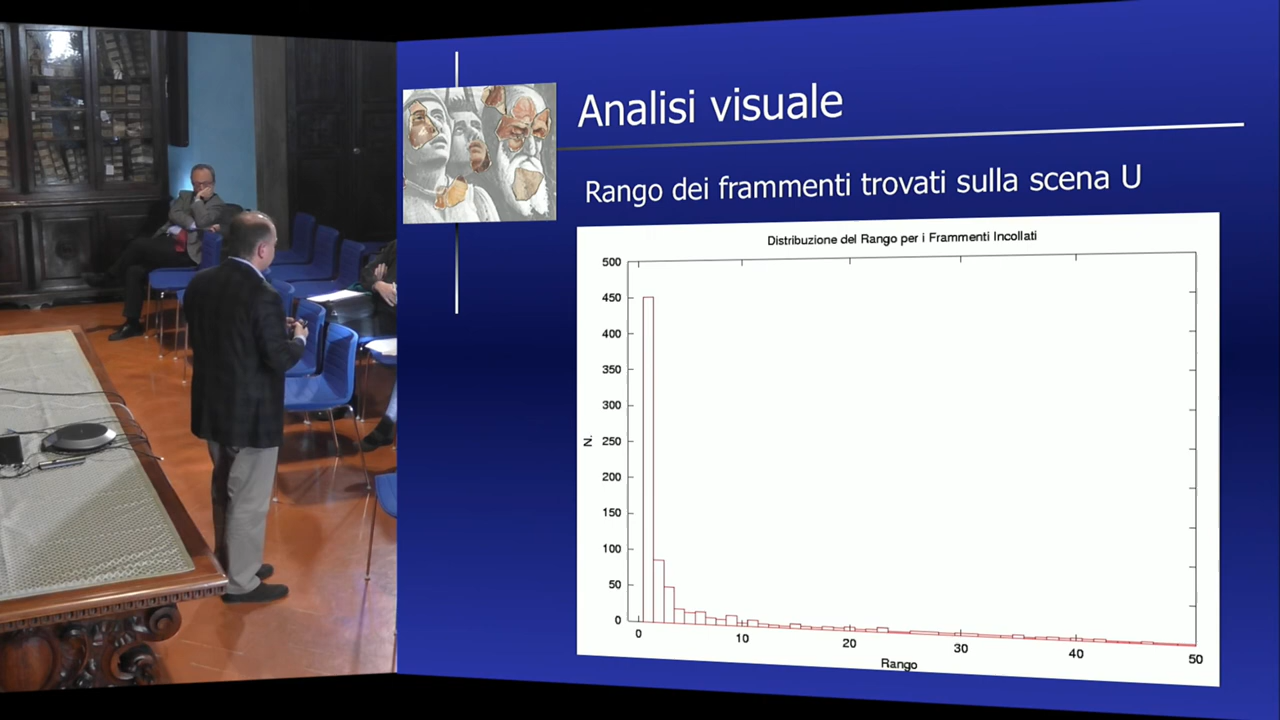 Analisi visuale
Rango dei frammenti trovati sulla scena U
Distribuzione del Rango per i Frammenti Incollati
500
450
400
350
300
250
200
150
100
50
0
N.
0 10 20 30 40 50
Rango